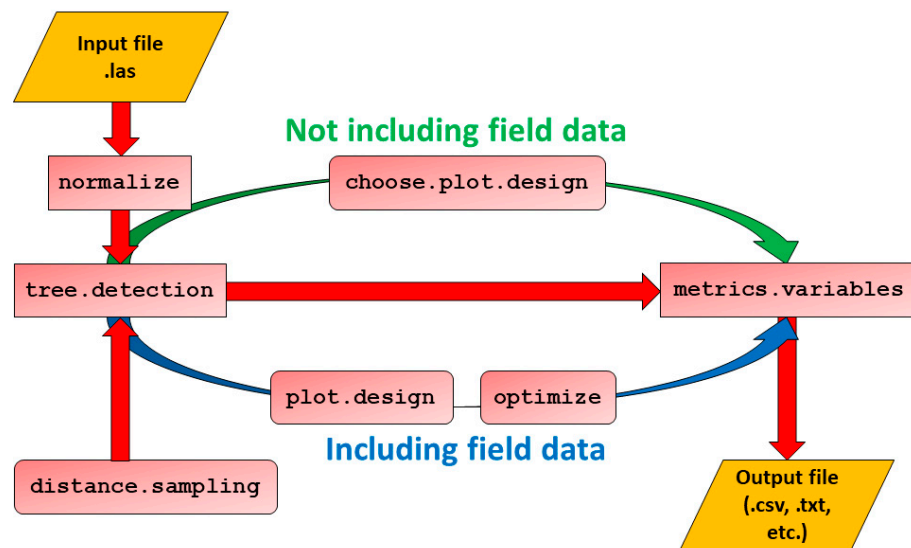 Input file
.las
Not including field data
normalize
choose.plot.design
tree.detection
metrics.variables
plot.design
optimize
Including field data
distance.sampling
Output file
(.csv, .txt,
etc.)